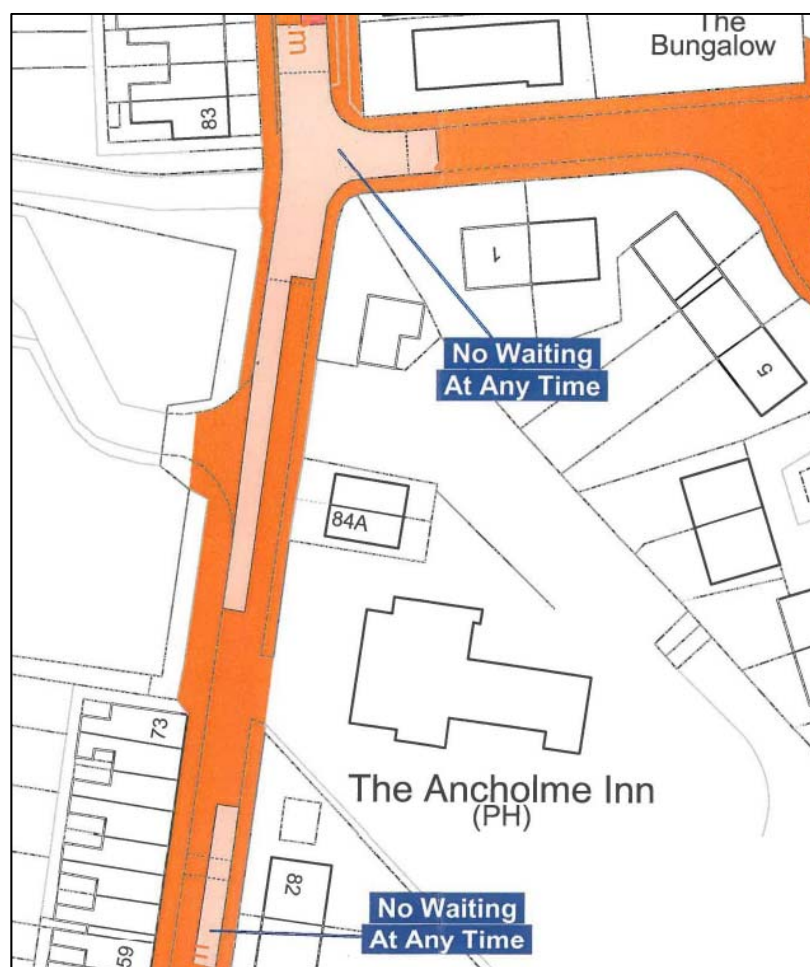 The
Bungalow
83
1
No Waiting
At Any Time
5
84A
73
The Ancholme Inn
(PH)
82
No Waiting
At Any Time
59